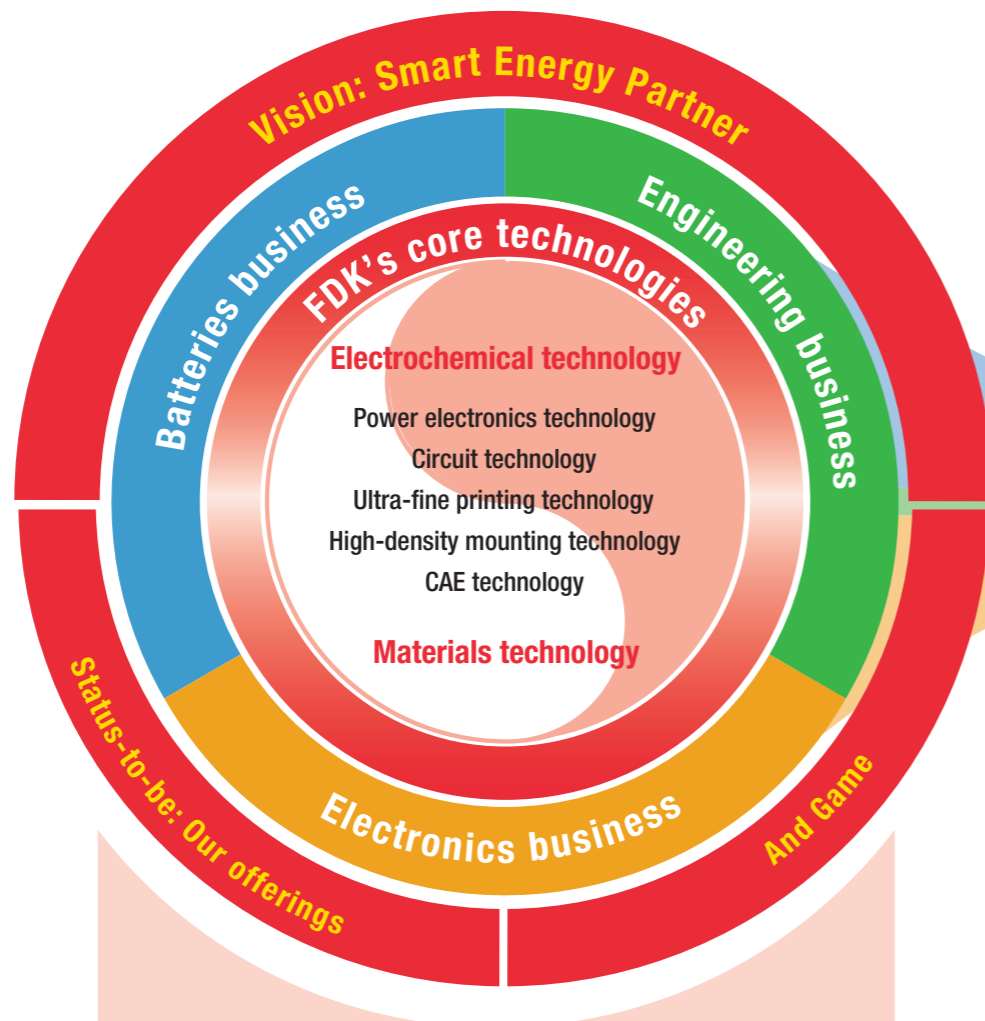 Vision: Smart Energy Partner
Batteries business
Engineering business
FDK's core technologies
Electrochemical technology
Power electronics technology
Circuit technology
Ultra-fine printing technology
High-density mounting technology
CAE technology
Materials technology
Electronics business
Status-to-be: Our offerings
And Game